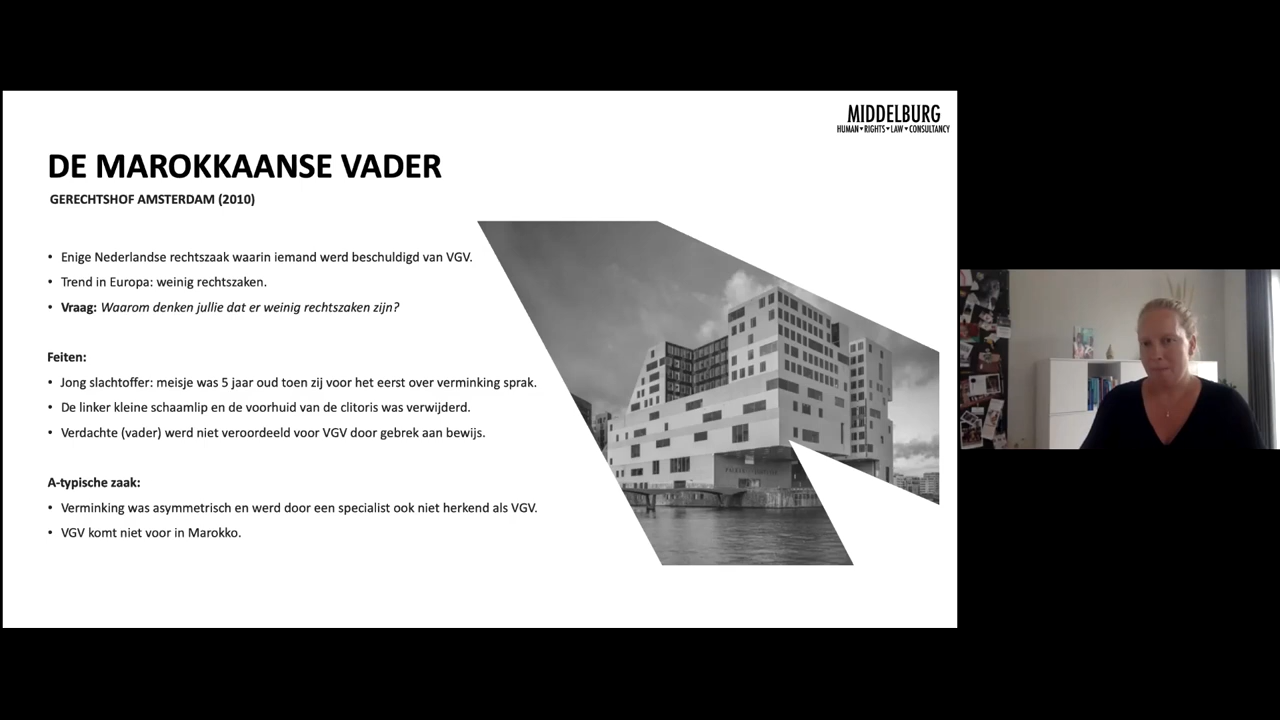 MIDDELBURG
HUMAN♥RIGHTS♥LAW♥CONSULTANCY
DE MAROKKAANSE VADER
GERECHTSHOF AMSTERDAM (2010)
• Enige Nederlandse rechtszaak waarin iemand werd beschuldigd van VGV.
• Trend in Europa: weinig rechtszaken.
• Vraag: Waarom denken jullie dat er weinig rechtszaken zijn?
Feiten:
• Jong slachtoffer: meisje was 5 jaar oud toen zij voor het eerst over verminking sprak.
• De linker kleine schaamlip en de voorhuid van de clitoris was verwijderd.
• Verdachte (vader) werd niet veroordeeld voor VGV door gebrek aan bewijs.
A-typische zaak:
• Verminking was asymmetrisch en werd door een specialist ook niet herkend als VGV.
• VGV komt niet voor in Marokko.